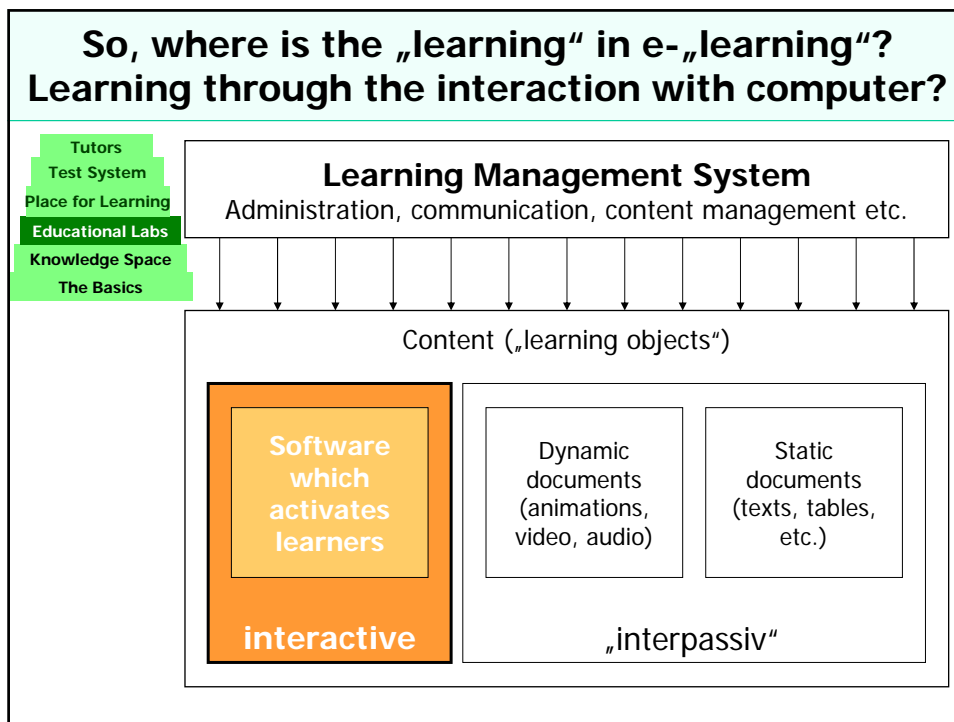 So, where is the „learning“ in e-„learning“?
Learning through the interaction with computer?
Tutors
Test System
Place for Learning
Educational Labs
Knowledge Space
The Basics
Learning Management System
Administration, communication, content management etc.
Content („learning objects“)
Software
which
activates
learners
interactive
Dynamic
documents
(animations,
video, audio)
Static
documents
(texts, tables,
etc.)
„interpassiv“